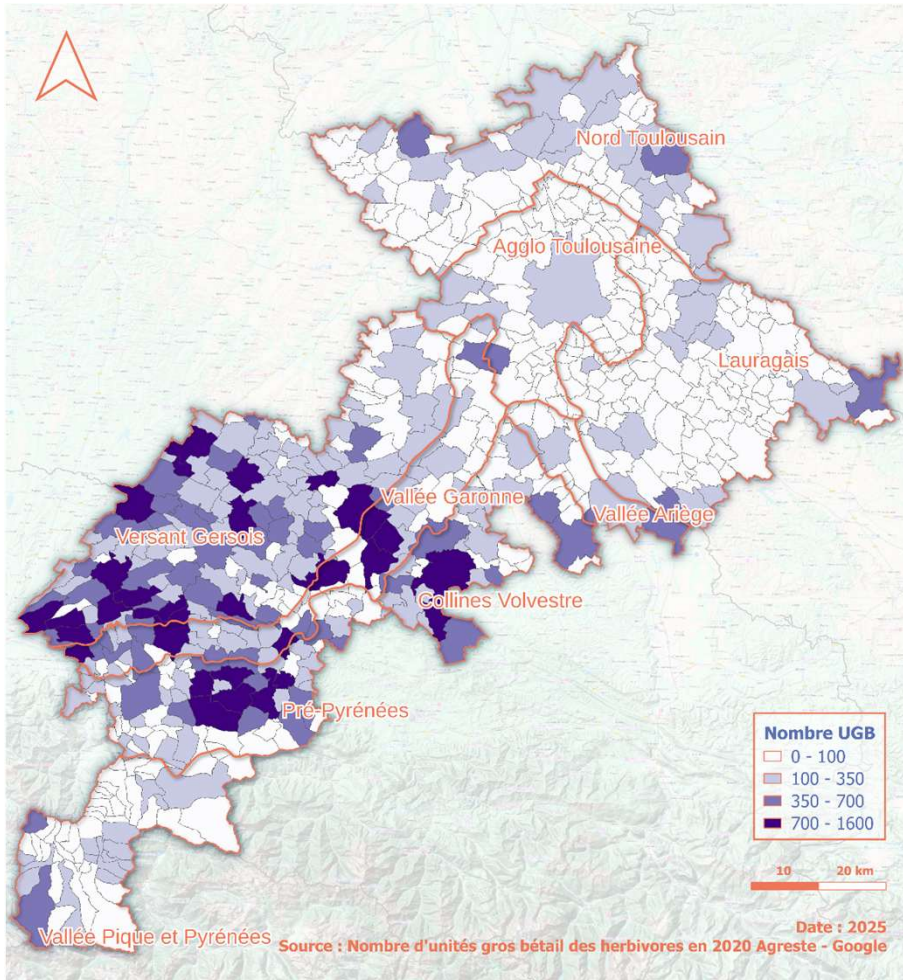 Nord Toulousain
Agglo Toulousaine
Lauragais
Vallée Garonne
Vallée Ariège
Versant Gersois
Collines Volvestre
Pré-Pyrénées
Nombre UGB
0 - 100
100 - 350
350 - 700
700 - 1600
10 20 km
Vallée Pique et Pyrénées
Date : 2025
Source : Nombre d'unités gros bétail des herbivores en 2020 Agreste - Google